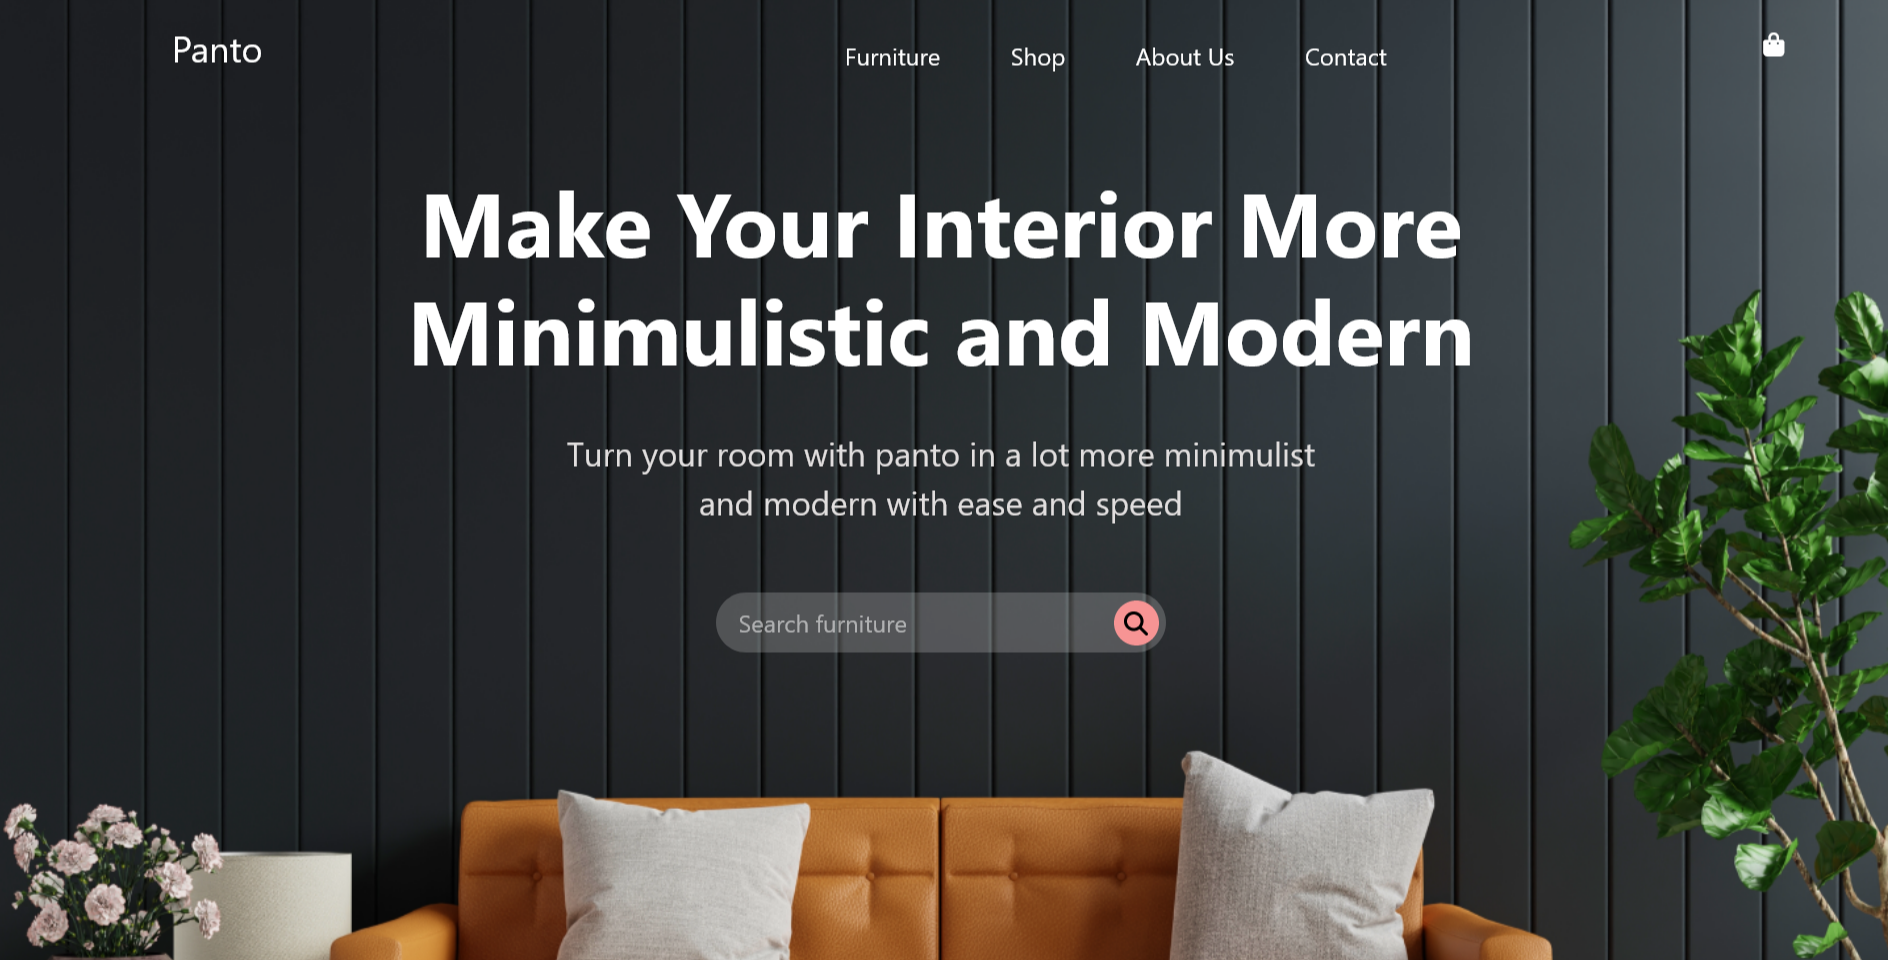 Panto
Furniture
Shop
About Us
Contact
Make Your Interior More
Minimulistic and Modern
Turn your room with panto in a lot more minimulist
and modern with ease and speed
Search furniture